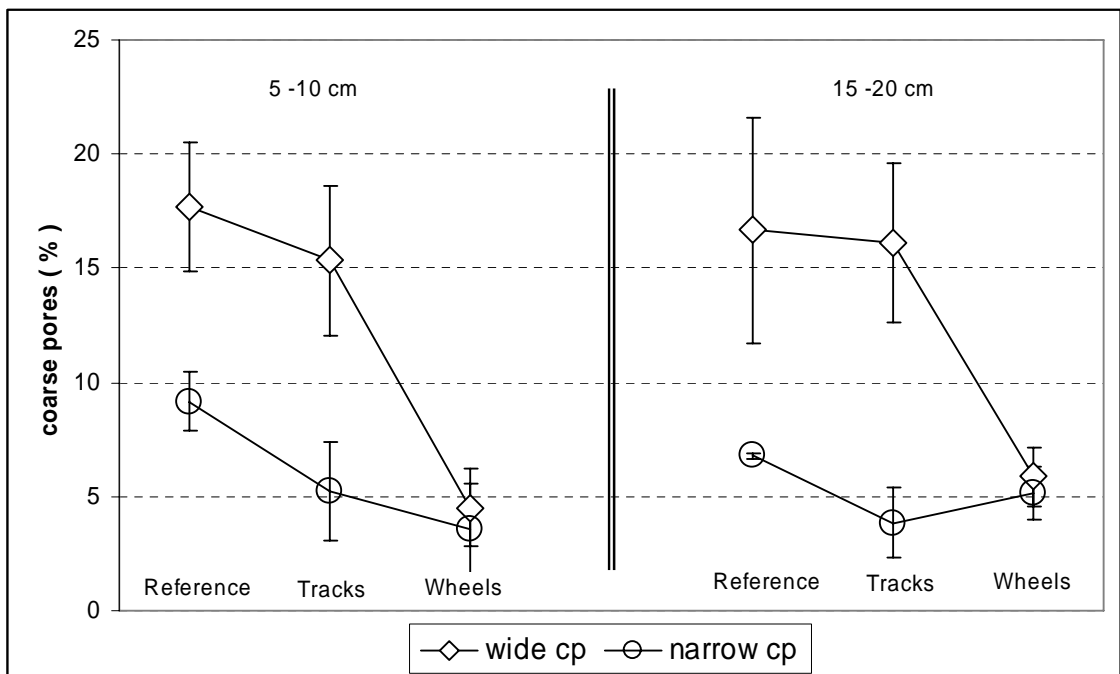 25
5 -10 cm
15 -20 cm
20
15
10
5
0
coarse pores ( % )
Reference Tracks Wheels
Reference Tracks Wheels
wide cp narrow cp